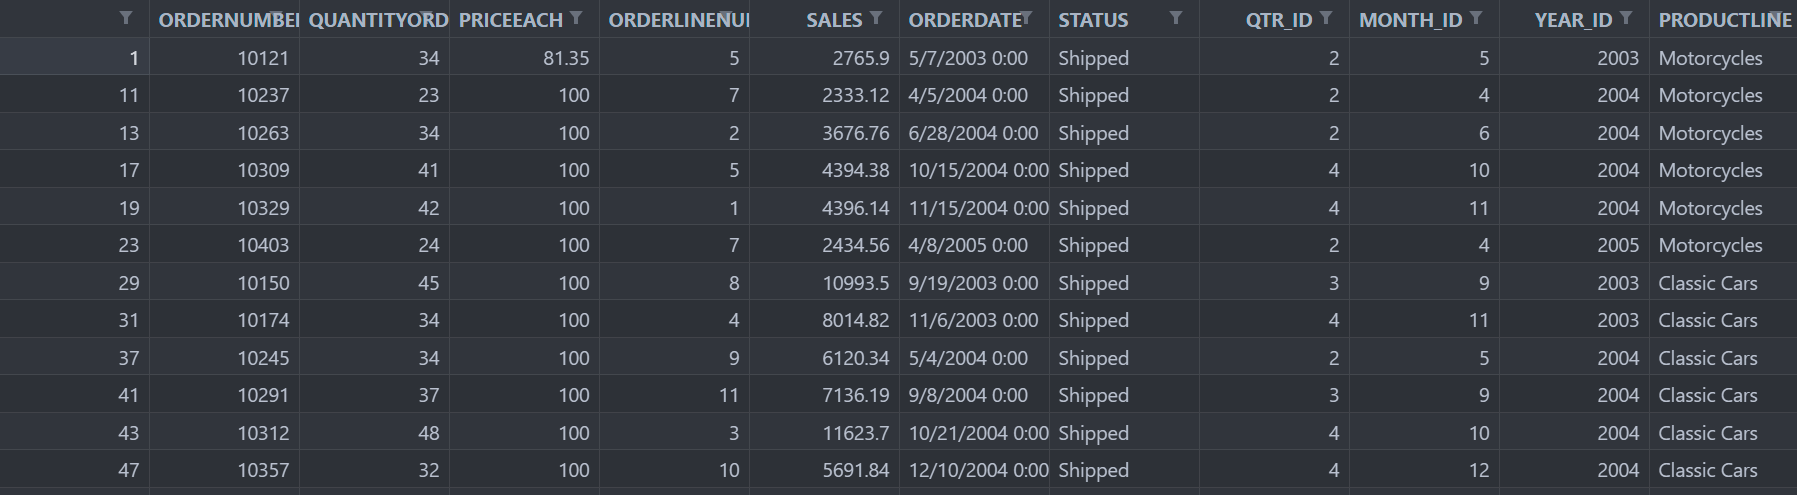 ORDERNUMBER QUANTITYORD PRICEEACH ORDERLINENUM SALES ORDERDATE STATUS QTR_ID MONTH_ID YEAR_ID PRODUCTLINE
1 10121 34 81.35 5 2765.9 5/7/2003 0:00 Shipped 2 5 2003 Motorcycles
11 10237 23 100 7 2333.12 4/5/2004 0:00 Shipped 2 4 2004 Motorcycles
13 10263 34 100 2 3676.76 6/28/2004 0:00 Shipped 2 6 2004 Motorcycles
17 10309 41 100 5 4394.38 10/15/2004 0:00 Shipped 4 10 2004 Motorcycles
19 10329 42 100 1 4396.14 11/15/2004 0:00 Shipped 4 11 2004 Motorcycles
23 10403 24 100 7 2434.56 4/8/2005 0:00 Shipped 2 4 2005 Motorcycles
29 10150 45 100 8 10993.5 9/19/2003 0:00 Shipped 3 9 2003 Classic Cars
31 10174 34 100 4 8014.82 11/6/2003 0:00 Shipped 4 11 2003 Classic Cars
37 10245 34 100 9 6120.34 5/4/2004 0:00 Shipped 2 5 2004 Classic Cars
41 10291 37 100 11 7136.19 9/8/2004 0:00 Shipped 3 9 2004 Classic Cars
43 10312 48 100 3 11623.7 10/21/2004 0:00 Shipped 4 10 2004 Classic Cars
47 10357 32 100 10 5691.84 12/10/2004 0:00 Shipped 4 12 2004 Classic Cars